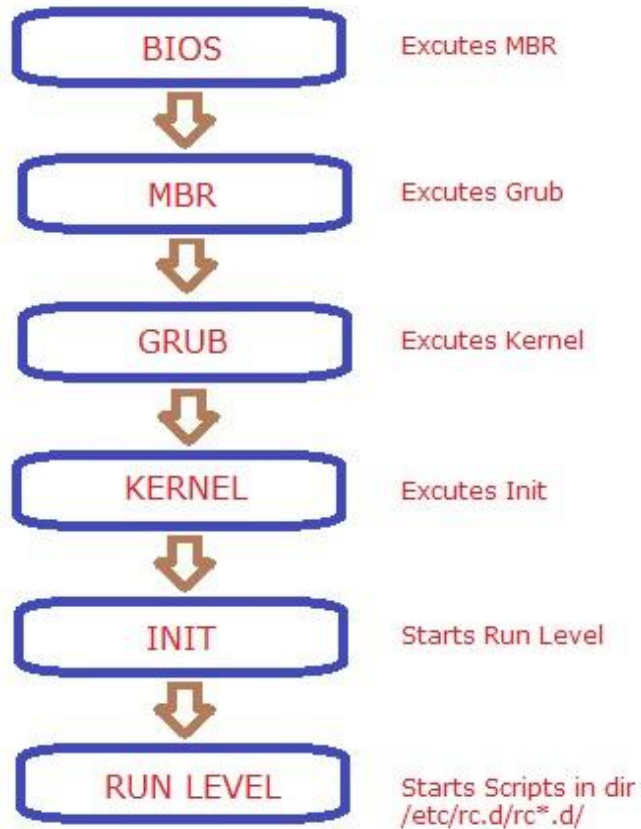 BIOS
Excutes MBR
MBR
Excutes Grub
GRUB
Excutes Kernel
KERNEL
Excutes Init
INIT
Starts Run Level
RUN LEVEL
Starts Scripts in dir
/etc/rc.d/rc*.d/